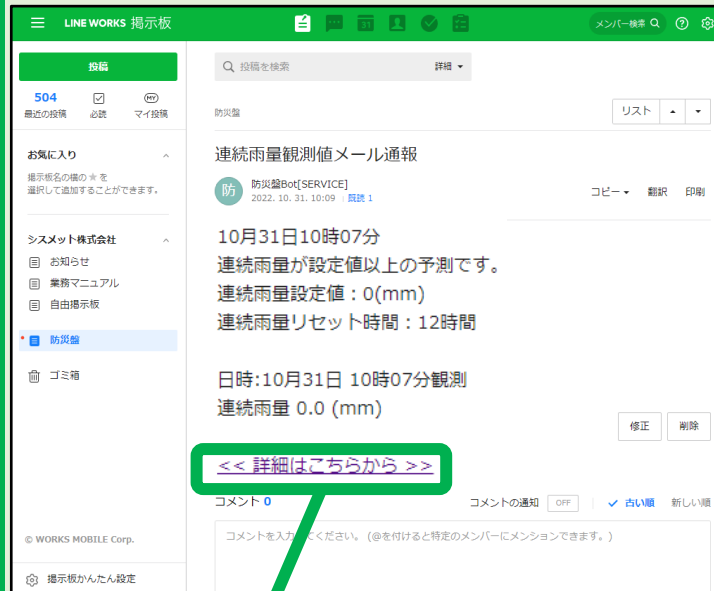 LINE WORKS 掲示板
31
メンバー検索
?
投稿
504
最近の投稿
必読
MY
マイ投稿
お気に入り
掲示板名の横の ★ を
選択して追加することができます。
シスメット株式会社
お知らせ
業務マニュアル
自由掲示板
防災盤
ゴミ箱
© WORKS MOBILE Corp.
掲示板かんたん設定
投稿を検索
詳細
防災盤
リスト
連続雨量観測値メール通報
防
防災盤Bot[SERVICE]
2022. 10. 31. 10:09 既読 1
コピー 翻訳 印刷
10月31日10時07分
連続雨量が設定値以上の予測です。
連続雨量設定値：0(mm)
連続雨量リセット時間：12時間
日時:10月31日 10時07分観測
連続雨量 0.0 (mm)
修正 削除
<< 詳細はこちらから >>
コメント 0
コメントの通知 OFF 古い順 新しい順
コメントを入力してください。 (@を付けると特定のメンバーにメンションできます。)